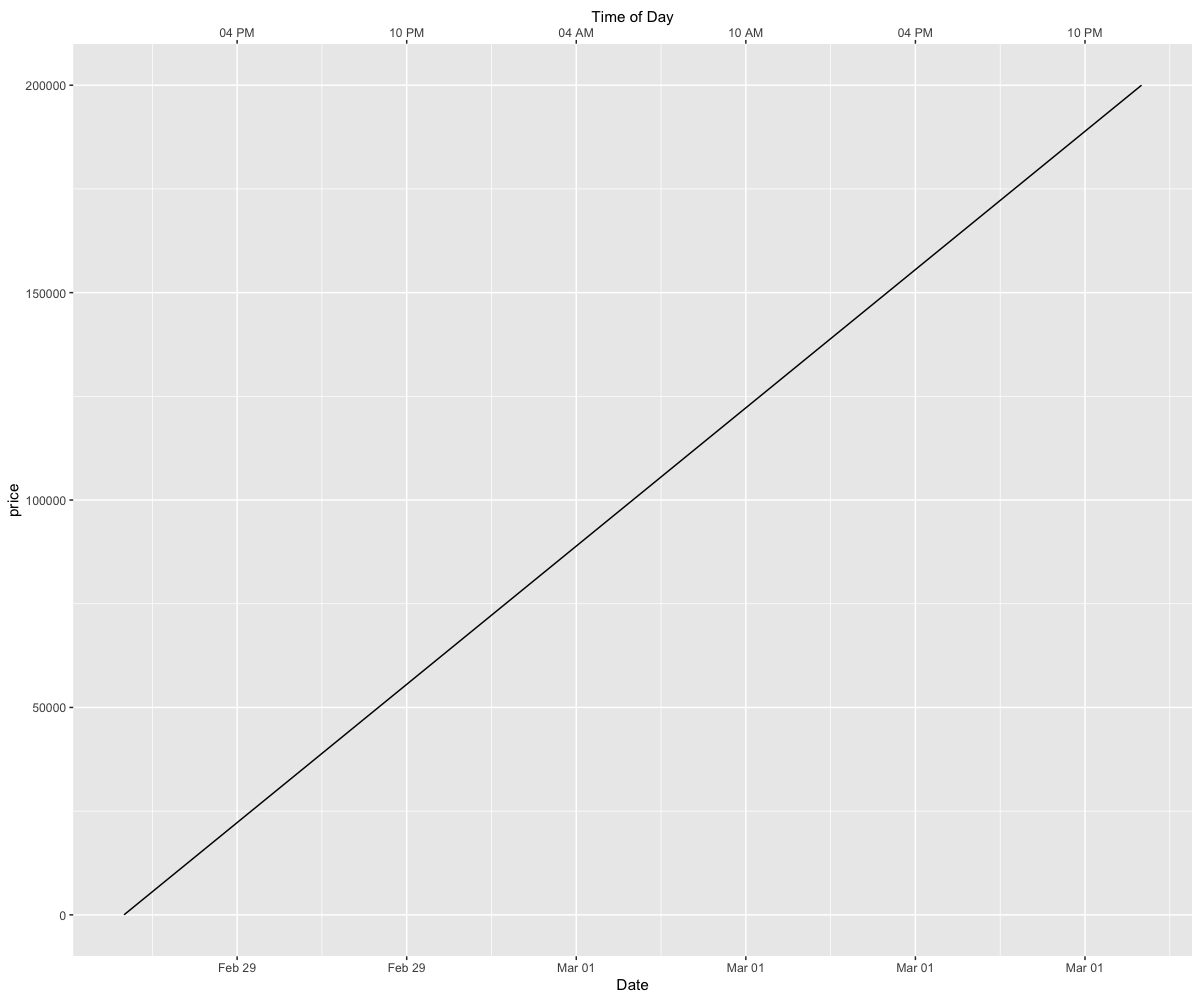 Time of Day
04 PM 10 PM 04 AM 10 AM 04 PM 10 PM
200000
150000
price
100000
50000
0
Feb 29 Feb 29 Mar 01 Mar 01 Mar 01 Mar 01
Date